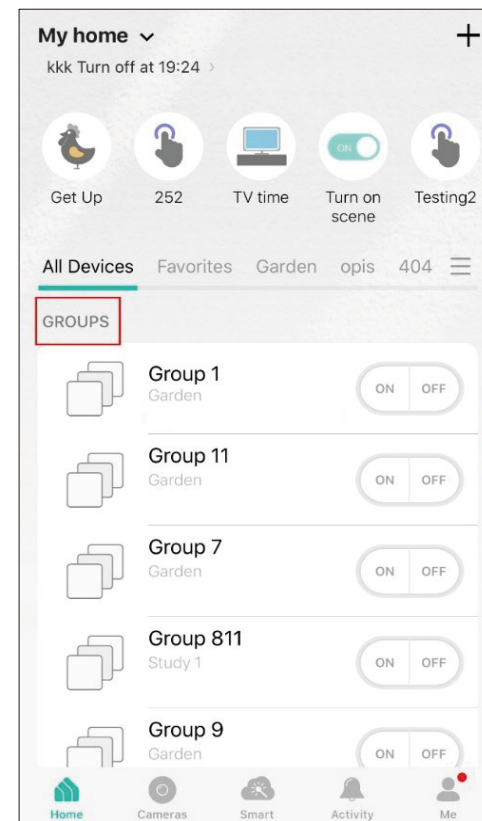 My home
kkk Turn off at 19:24 >
ON
Get Up 252 TV time Turn on scene Testing2
All Devices Favorites Garden opis 404
GROUPS
Group 1
Garden
ON OFF
Group 11
Garden
ON OFF
Group 7
Garden
ON OFF
Group 811
Study 1
ON OFF
Group 9
Garden
ON OFF
Home Cameras Smart Activity Me